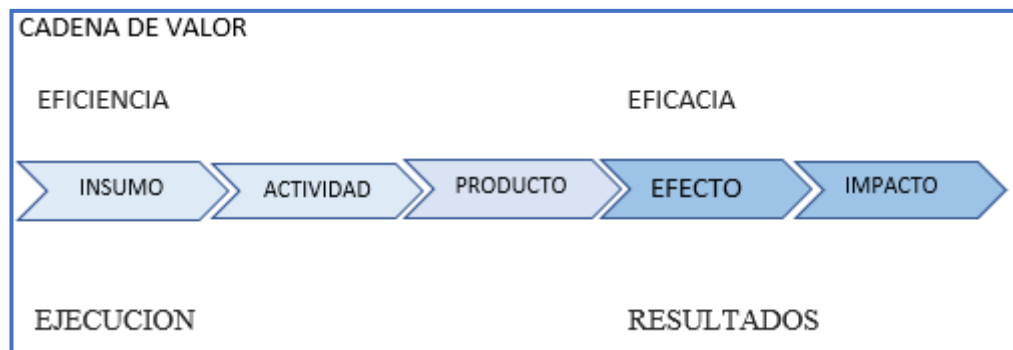 CADENA DE VALOR
EFICIENCIA EFICACIA
INSUMO ACTIVIDAD PRODUCTO EFECTO IMPACTO
EJECUCION RESULTADOS